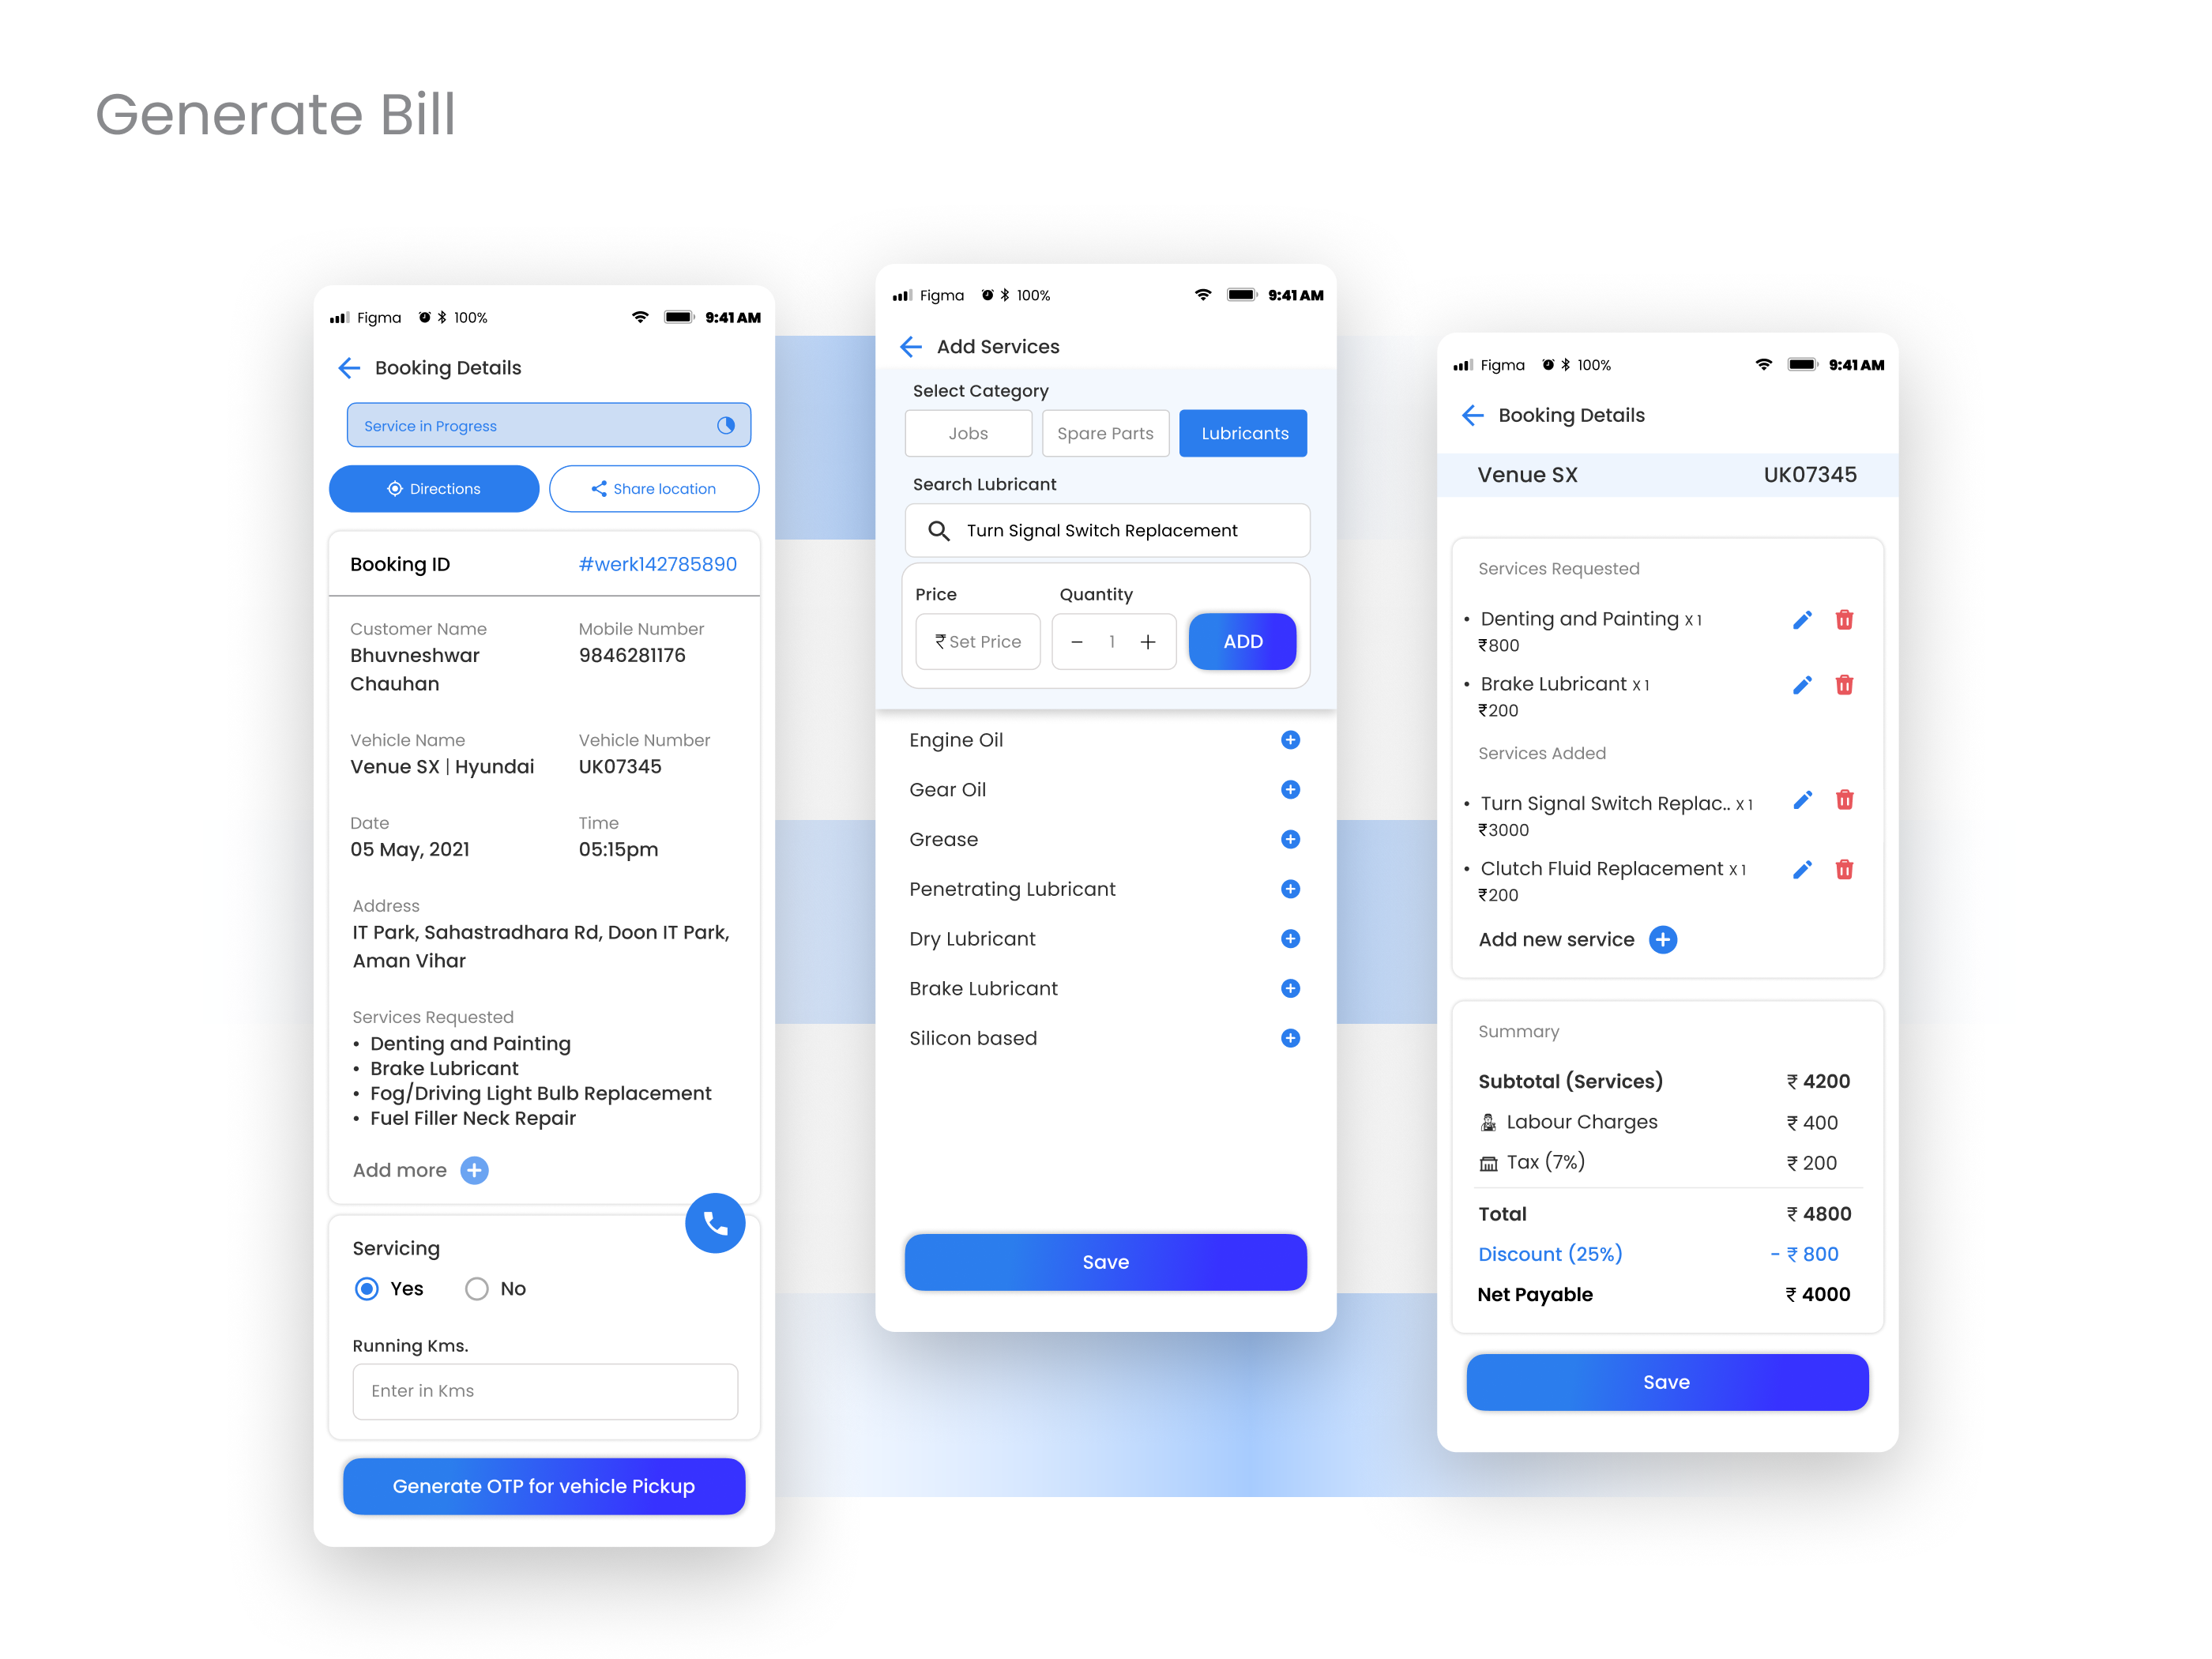 Generate Bill
Figma 100% 9:41 AM
Booking Details
Service in Progress
Directions Share location
Booking ID #werk142785890
Customer Name Mobile Number
Bhuvneshwar 9846281176
Chauhan
Vehicle Name Vehicle Number
Venue SX | Hyundai UK07345
Date Time
05 May, 2021 05:15pm
Address
IT Park, Sahastradhara Rd, Doon IT Park,
Aman Vihar
Services Requested
• Denting and Painting
• Brake Lubricant
• Fog/Driving Light Bulb Replacement
• Fuel Filler Neck Repair
Add more
Servicing
Yes No
Running Kms.
Enter in Kms
Generate OTP for vehicle Pickup
Figma 100% 9:41 AM
Add Services
Select Category
Jobs Spare Parts Lubricants
Search Lubricant
Turn Signal Switch Replacement
Price Quantity
₹ Set Price − 1 + ADD
Engine Oil
Gear Oil
Grease
Penetrating Lubricant
Dry Lubricant
Brake Lubricant
Silicon based
Save
Figma 100% 9:41 AM
Booking Details
Venue SX UK07345
Services Requested
• Denting and Painting x 1
₹800
• Brake Lubricant x 1
₹200
Services Added
• Turn Signal Switch Replac.. x 1
₹3000
• Clutch Fluid Replacement x 1
₹200
Add new service
Summary
Subtotal (Services) ₹ 4200
Labour Charges ₹ 400
Tax (7%) ₹ 200
Total ₹ 4800
Discount (25%) - ₹ 800
Net Payable ₹ 4000
Save